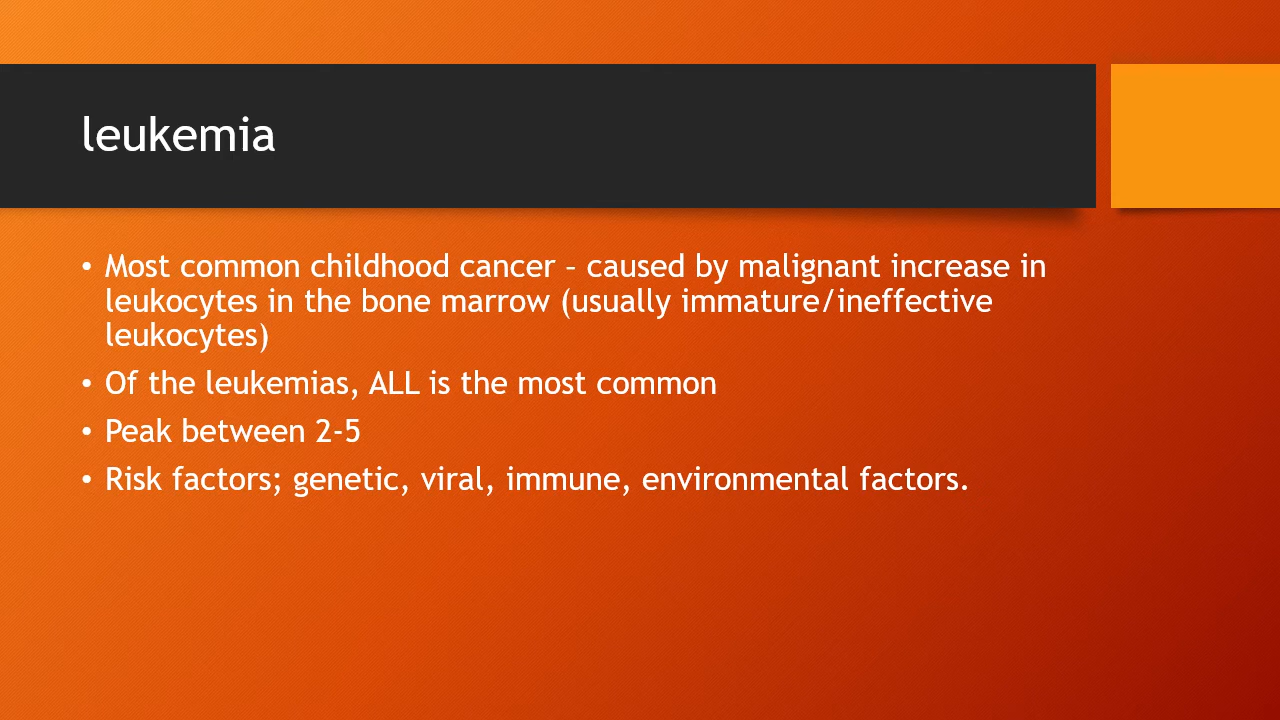 leukemia
• Most common childhood cancer – caused by malignant increase in
leukocytes in the bone marrow (usually immature/ineffective
leukocytes)
• Of the leukemias, ALL is the most common
• Peak between 2-5
• Risk factors; genetic, viral, immune, environmental factors.